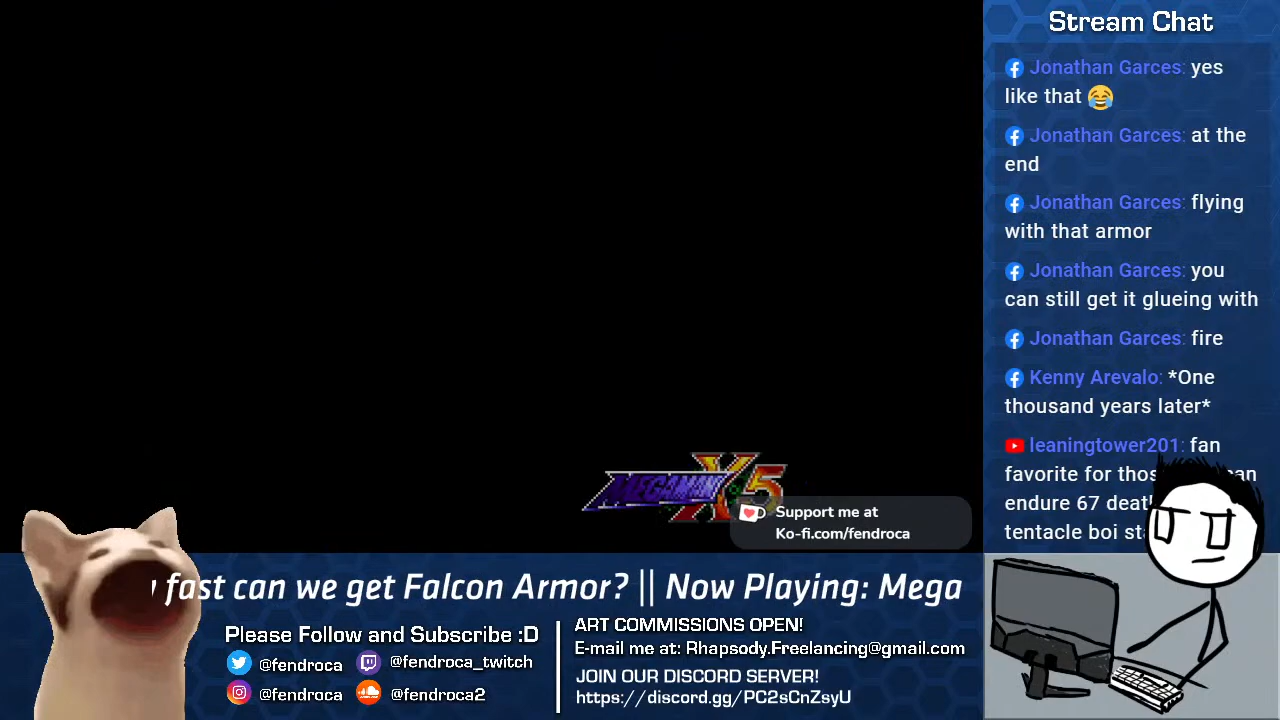 Stream Chat
Jonathan Garces: yes
like that 😂
Jonathan Garces: at the
end
Jonathan Garces: flying
with that armor
Jonathan Garces: you
can still get it glueing with
Jonathan Garces: fire
Kenny Arevalo: *One
thousand years later*
leaningtower201: fan
favorite for
endure 67
tentacle boi
MEGAMAN X5
Support me at
Ko-fi.com/fendroca
fast can we get Falcon Armor? || Now Playing: Mega
Please Follow and Subscribe :D
@fendroca
@fendroca_twitch
@fendroca
@fendroca2
ART COMMISSIONS OPEN!
E-mail me at: Rhapsody.Freelancing@gmail.com
JOIN OUR DISCORD SERVER!
https://discord.gg/PC2sCnZsyU